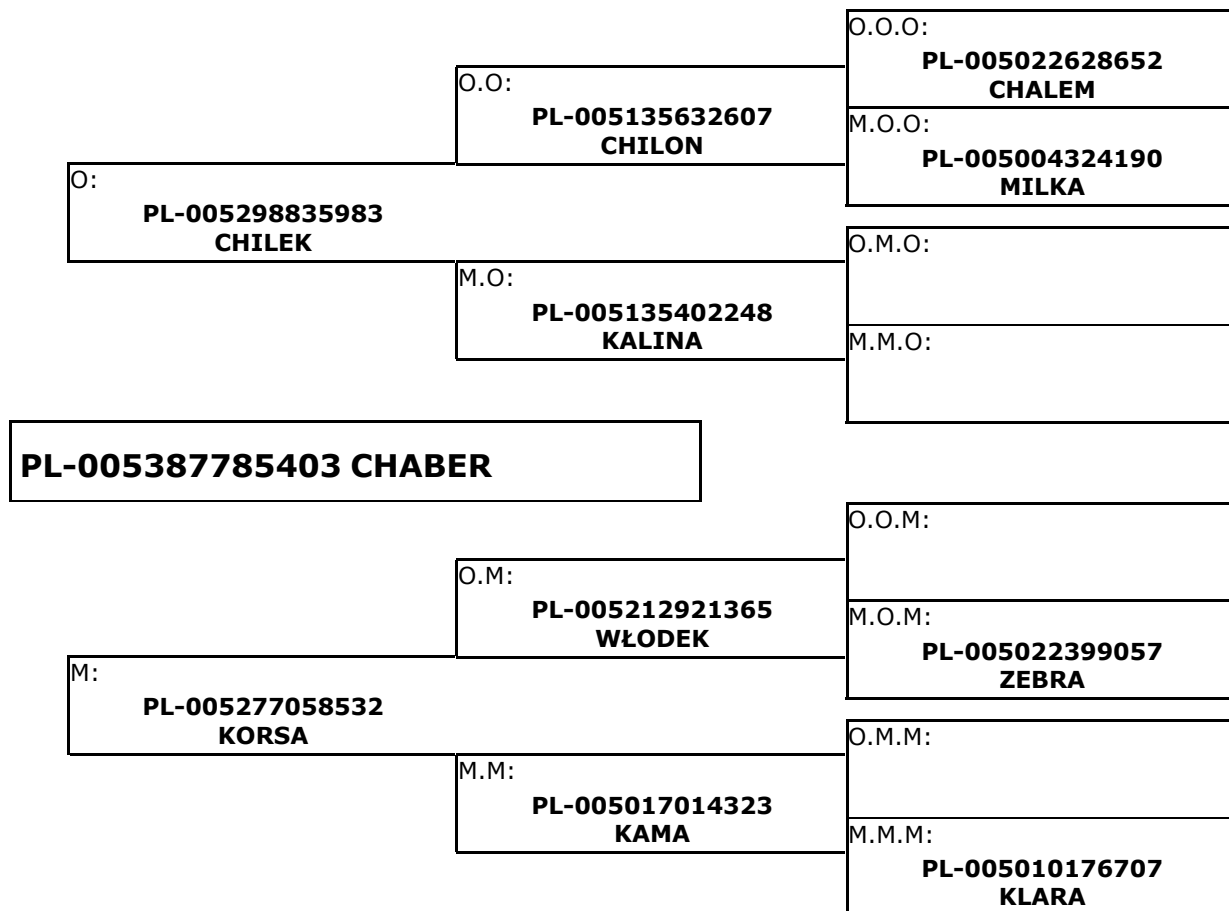 O.O.O:
PL-005022628652
CHALEM
O.O:
PL-005135632607
CHILON
M.O.O:
PL-005004324190
MILKA
O:
PL-005298835983
CHILEK
O.M.O:
M.O:
PL-005135402248
KALINA
M.M.O:
PL-005387785403 CHABER
O.O.M:
O.M:
PL-005212921365
WŁODEK
M.O.M:
PL-005022399057
ZEBRA
M:
PL-005277058532
KORSA
O.M.M:
M.M:
PL-005017014323
KAMA
M.M.M:
PL-005010176707
KLARA